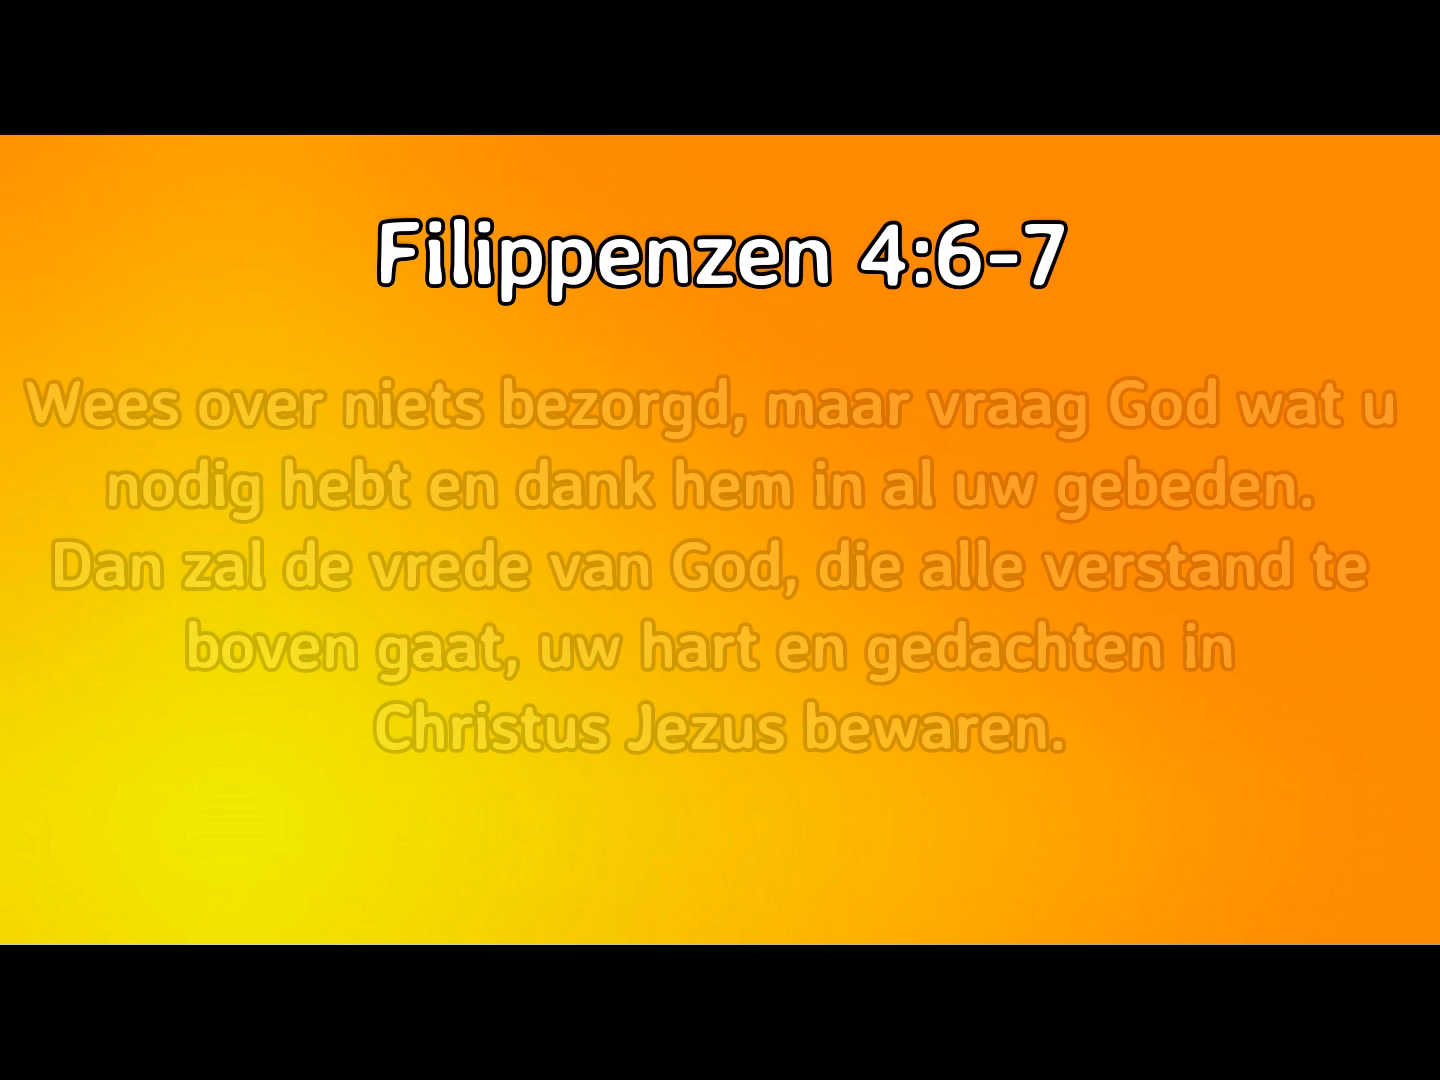 Filippenzen 4:6-7
Wees over niets bezorgd, maar vraag God wat u
nodig hebt en dank hem in al uw gebeden.
Dan zal de vrede van God, die alle verstand te
boven gaat, uw hart en gedachten in
Christus Jezus bewaren.